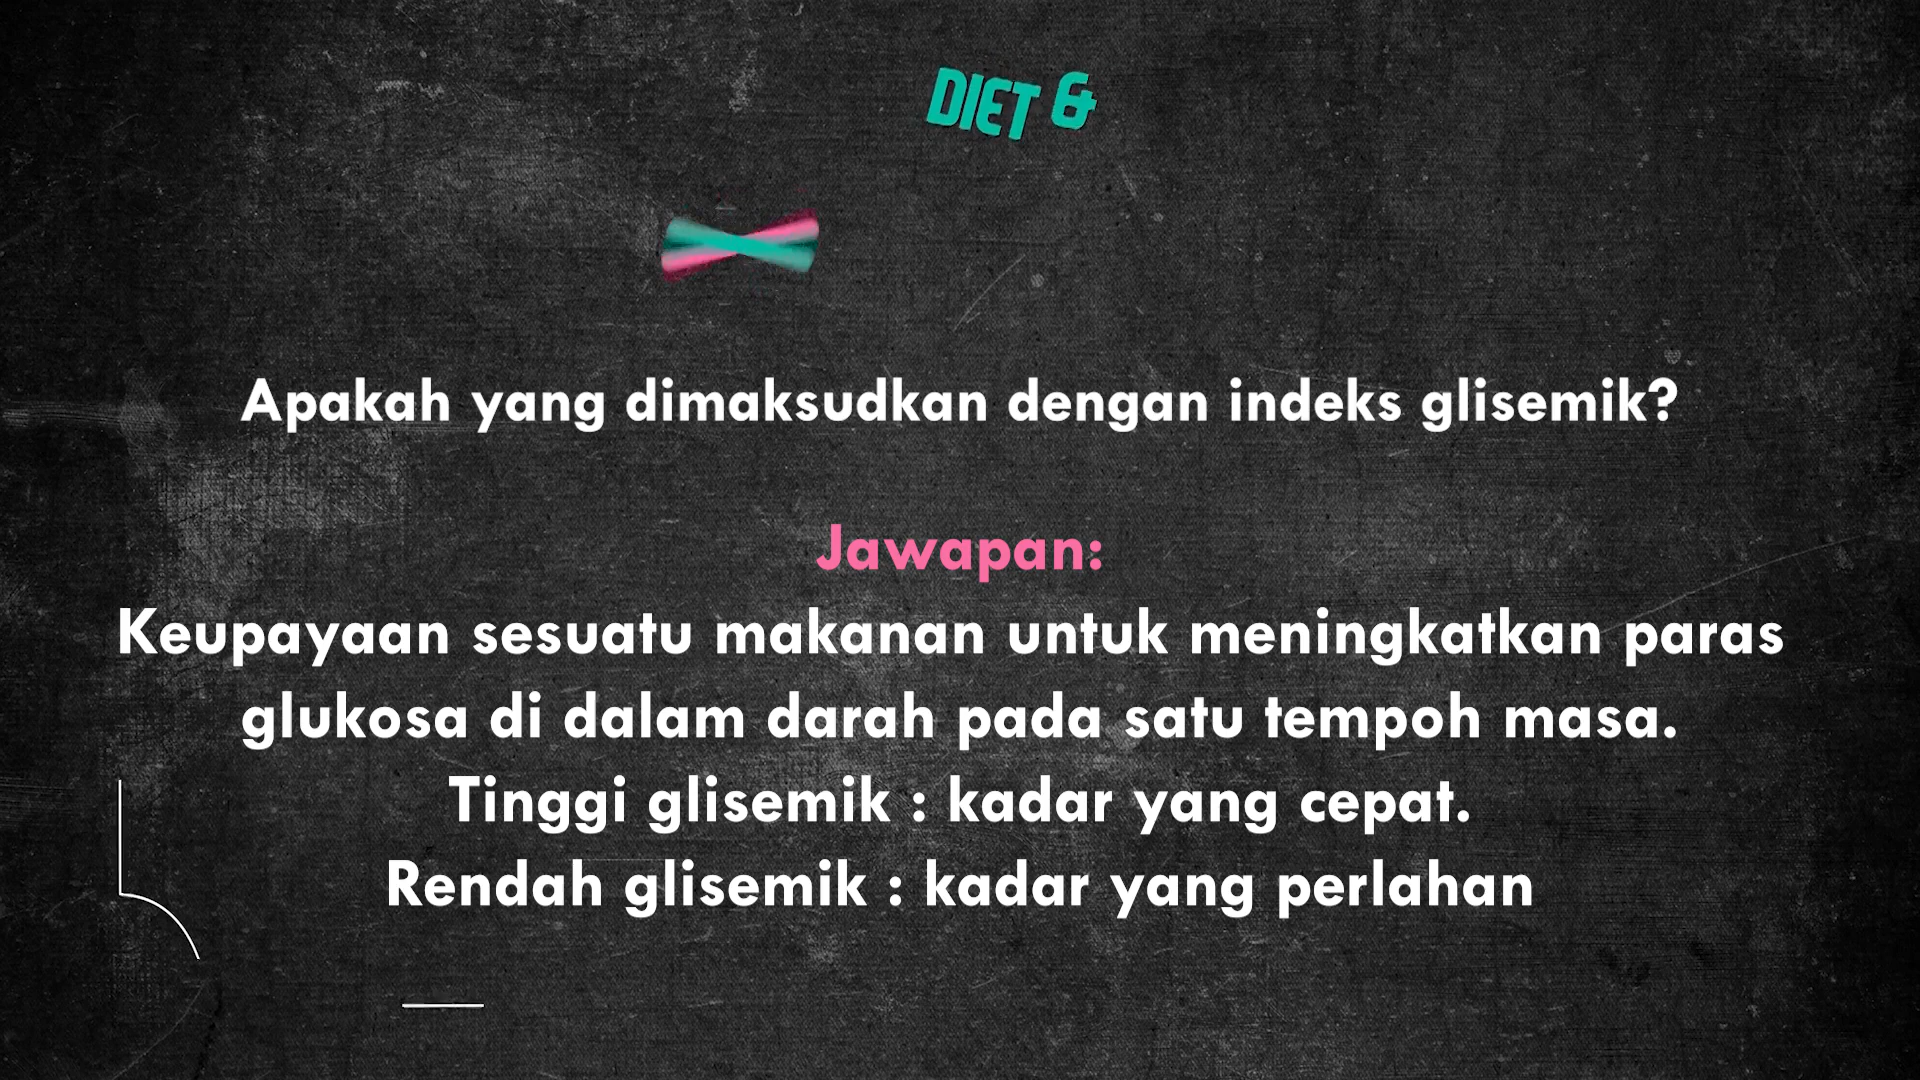 DIET &
Apakah yang dimaksudkan dengan indeks glisemik?
Jawapan:
Keupayaan sesuatu makanan untuk meningkatkan paras
glukosa di dalam darah pada satu tempoh masa.
Tinggi glisemik : kadar yang cepat.
Rendah glisemik : kadar yang perlahan